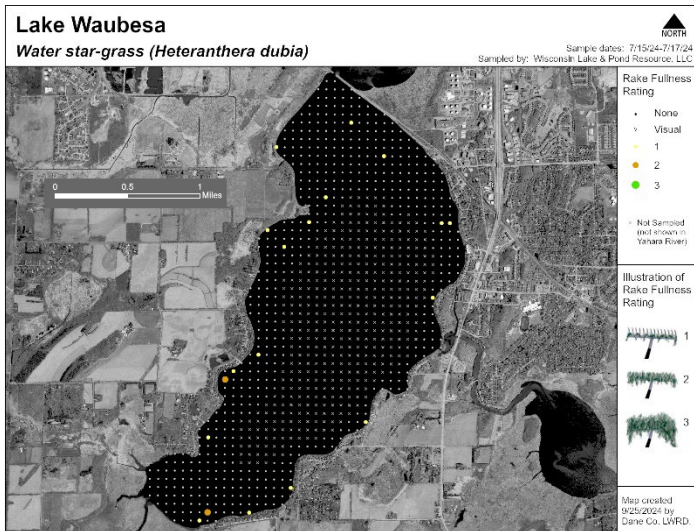 Lake Waubesa
Water star-grass (Heteranthera dubia)
NORTH
Sample dates: 7/15/24-7/17/24
Sampled by: Wisconsin Lake & Pond Resource, LLC
0 0.5 1
Miles
Rake Fullness
Rating
None
Visual
1
2
3
Not Sampled
(not shown in
Yahara River)
Illustration of
Rake Fullness
Rating
1
2
3
Map created
9/25/2024 by
Dane Co. LWRD.